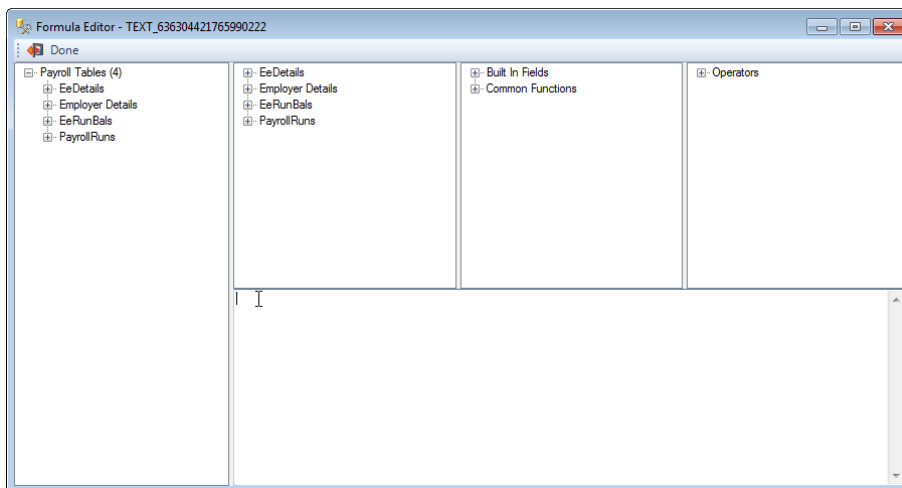 Formula Editor - TEXT_636304421765990222
Done
Payroll Tables (4)
EeDetails
Employer Details
EeRunBals
PayrollRuns
EeDetails
Employer Details
EeRunBals
PayrollRuns
Built In Fields
Common Functions
Operators